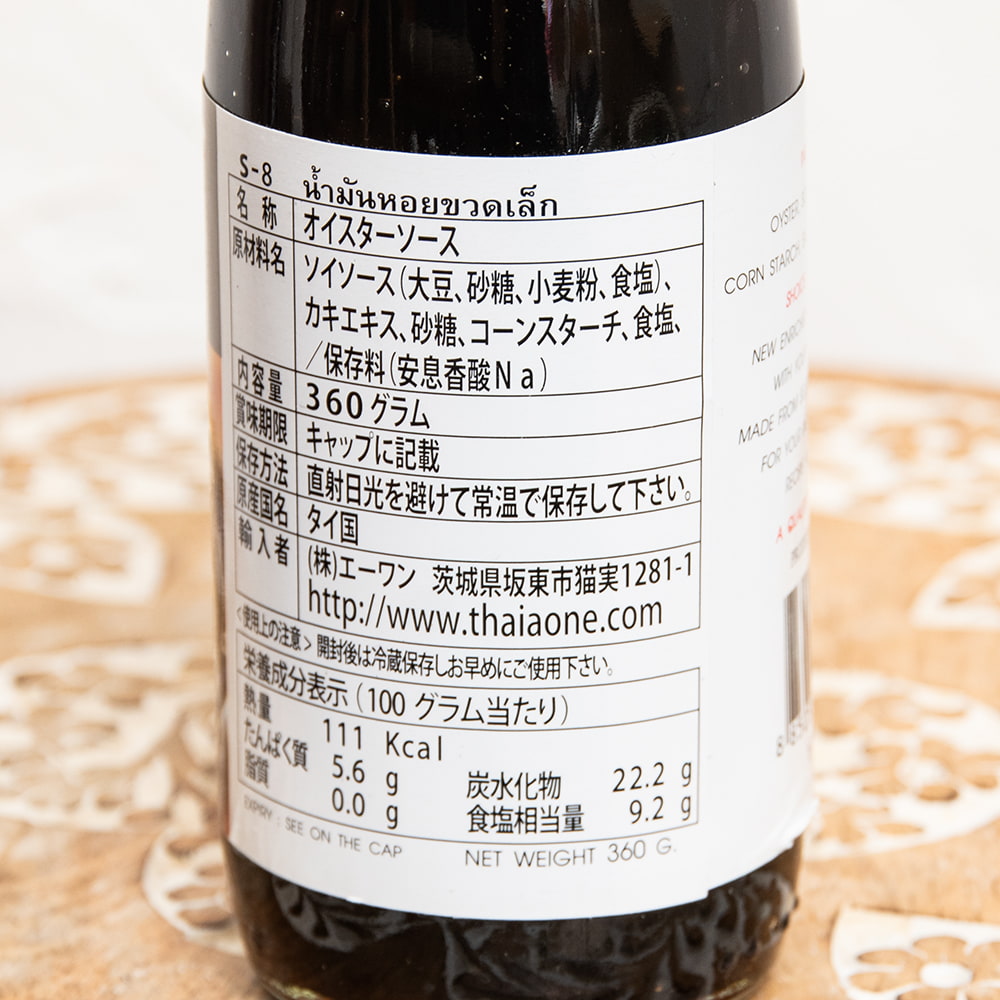 S-8 น้ำมันหอยขวดเล็ก
名称 オイスターソース
原材料名 ソイソース(大豆、砂糖、小麦粉、食塩)、
カキエキス、砂糖、コーンスターチ、食塩、
/保存料(安息香酸Na)
内容量 360グラム
賞味期限 キャップに記載
保存方法 直射日光を避けて常温で保存して下さい。
原産国名 タイ国
輸入者 (株)エーワン 茨城県坂東市猫実1281-1
http://www.thaiaone.com
<使用上の注意>開封後は冷蔵保存しお早めにご使用下さい。
栄養成分表示(100グラム当たり)
熱量 111 Kcal
たんぱく質 5.6 g
脂質 0.0 g
炭水化物 22.2 g
食塩相当量 9.2 g
EXPIRY : SEE ON THE CAP
NET WEIGHT 360 G.
OYSTER
CORN STARCH
NEW
WITH
MADE FROM
FOR YOUR
A